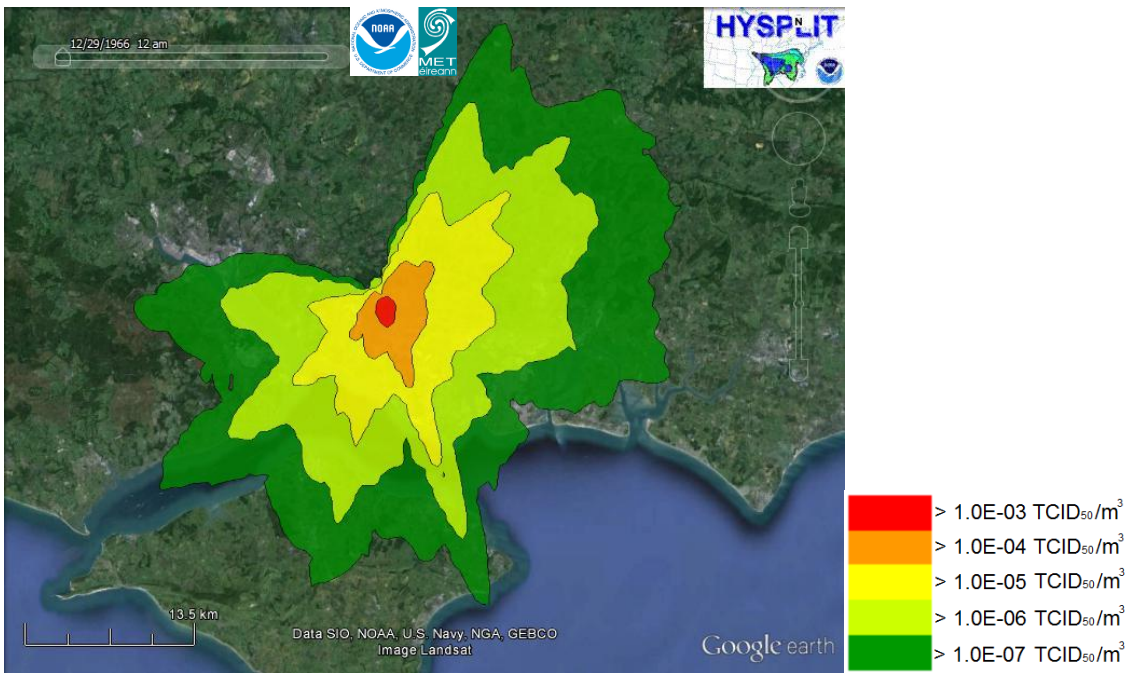 12/29/1966 12 am
NOAA
MET
éireann
HYSPLIT
N
13.5 km
Data SIO, NOAA, U.S. Navy, NGA, GEBCO
Image Landsat
Google earth
> 1.0E-03 TCID₅₀/m³
> 1.0E-04 TCID₅₀/m³
> 1.0E-05 TCID₅₀/m³
> 1.0E-06 TCID₅₀/m³
> 1.0E-07 TCID₅₀/m³